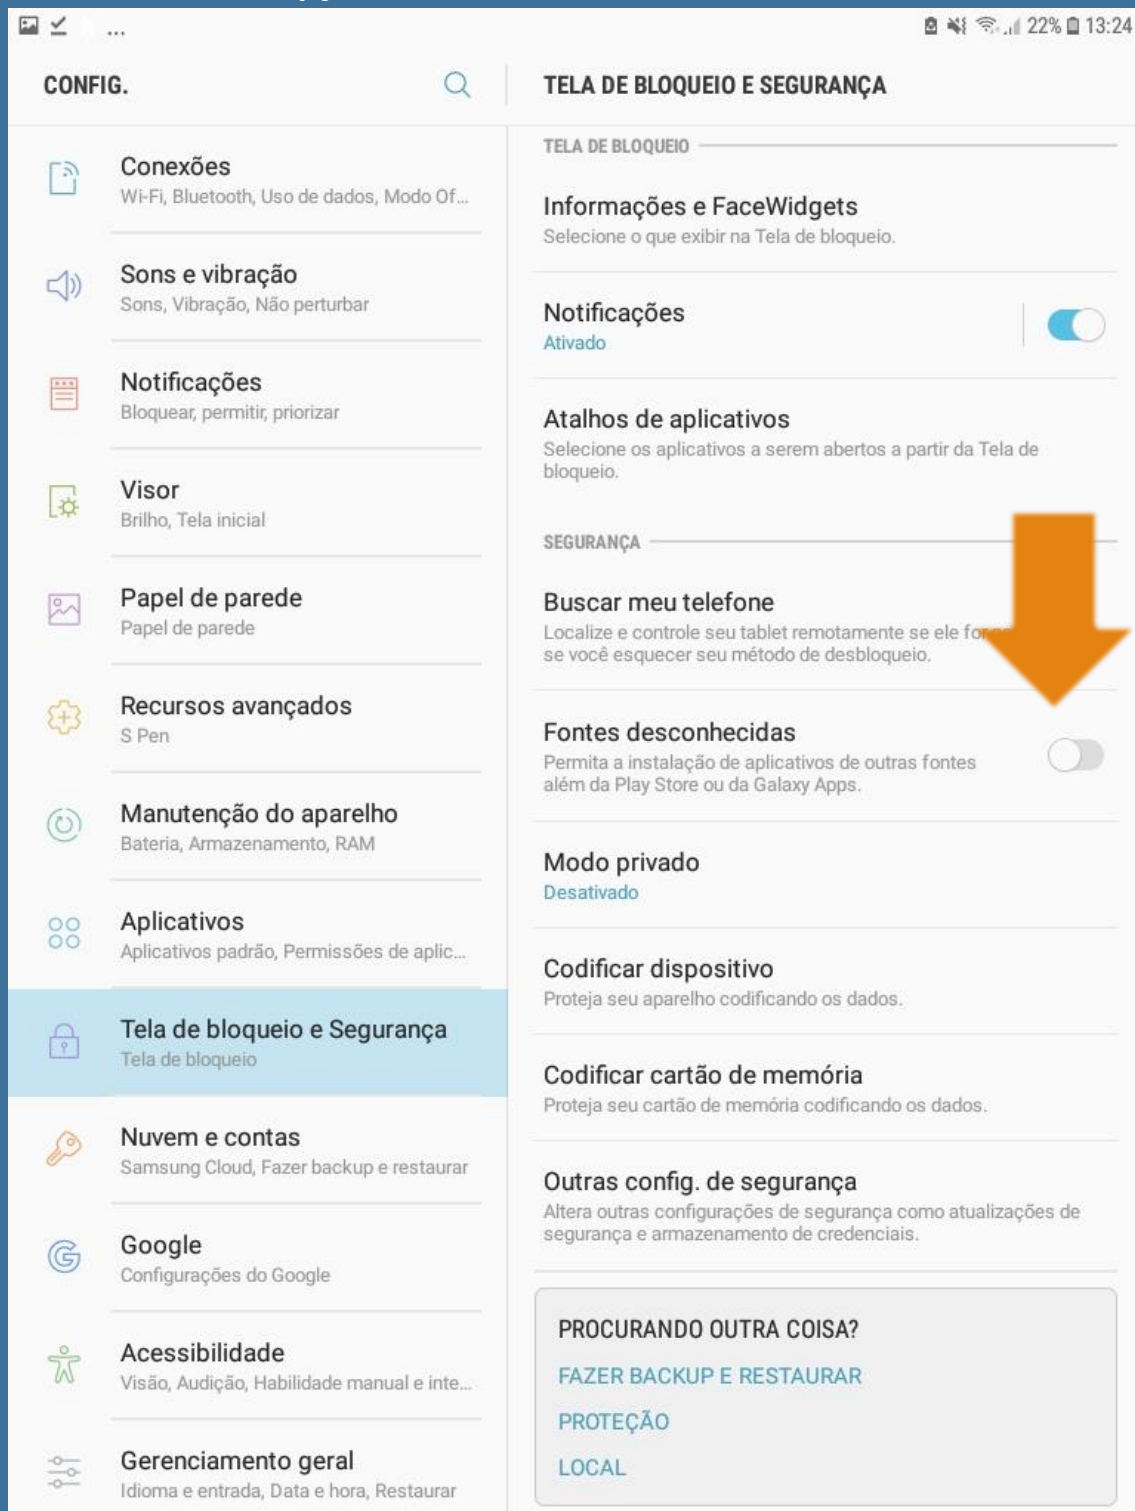 ...
22% 13:24
CONFIG.
Conexões
Wi-Fi, Bluetooth, Uso de dados, Modo Of...
Sons e vibração
Sons, Vibração, Não perturbar
Notificações
Bloquear, permitir, priorizar
Visor
Brilho, Tela inicial
Papel de parede
Papel de parede
Recursos avançados
S Pen
Manutenção do aparelho
Bateria, Armazenamento, RAM
Aplicativos
Aplicativos padrão, Permissões de aplic...
Tela de bloqueio e Segurança
Tela de bloqueio
Nuvem e contas
Samsung Cloud, Fazer backup e restaurar
Google
Configurações do Google
Acessibilidade
Visão, Audição, Habilidade manual e inte...
Gerenciamento geral
Idioma e entrada, Data e hora, Restaurar
TELA DE BLOQUEIO E SEGURANÇA
TELA DE BLOQUEIO
Informações e FaceWidgets
Selecione o que exibir na Tela de bloqueio.
Notificações
Ativado
Atalhos de aplicativos
Selecione os aplicativos a serem abertos a partir da Tela de
bloqueio.
SEGURANÇA
Buscar meu telefone
Localize e controle seu tablet remotamente se ele for
se você esquecer seu método de desbloqueio.
Fontes desconhecidas
Permita a instalação de aplicativos de outras fontes
além da Play Store ou da Galaxy Apps.
Modo privado
Desativado
Codificar dispositivo
Proteja seu aparelho codificando os dados.
Codificar cartão de memória
Proteja seu cartão de memória codificando os dados.
Outras config. de segurança
Altera outras configurações de segurança como atualizações de
segurança e armazenamento de credenciais.
PROCURANDO OUTRA COISA?
FAZER BACKUP E RESTAURAR
PROTEÇÃO
LOCAL